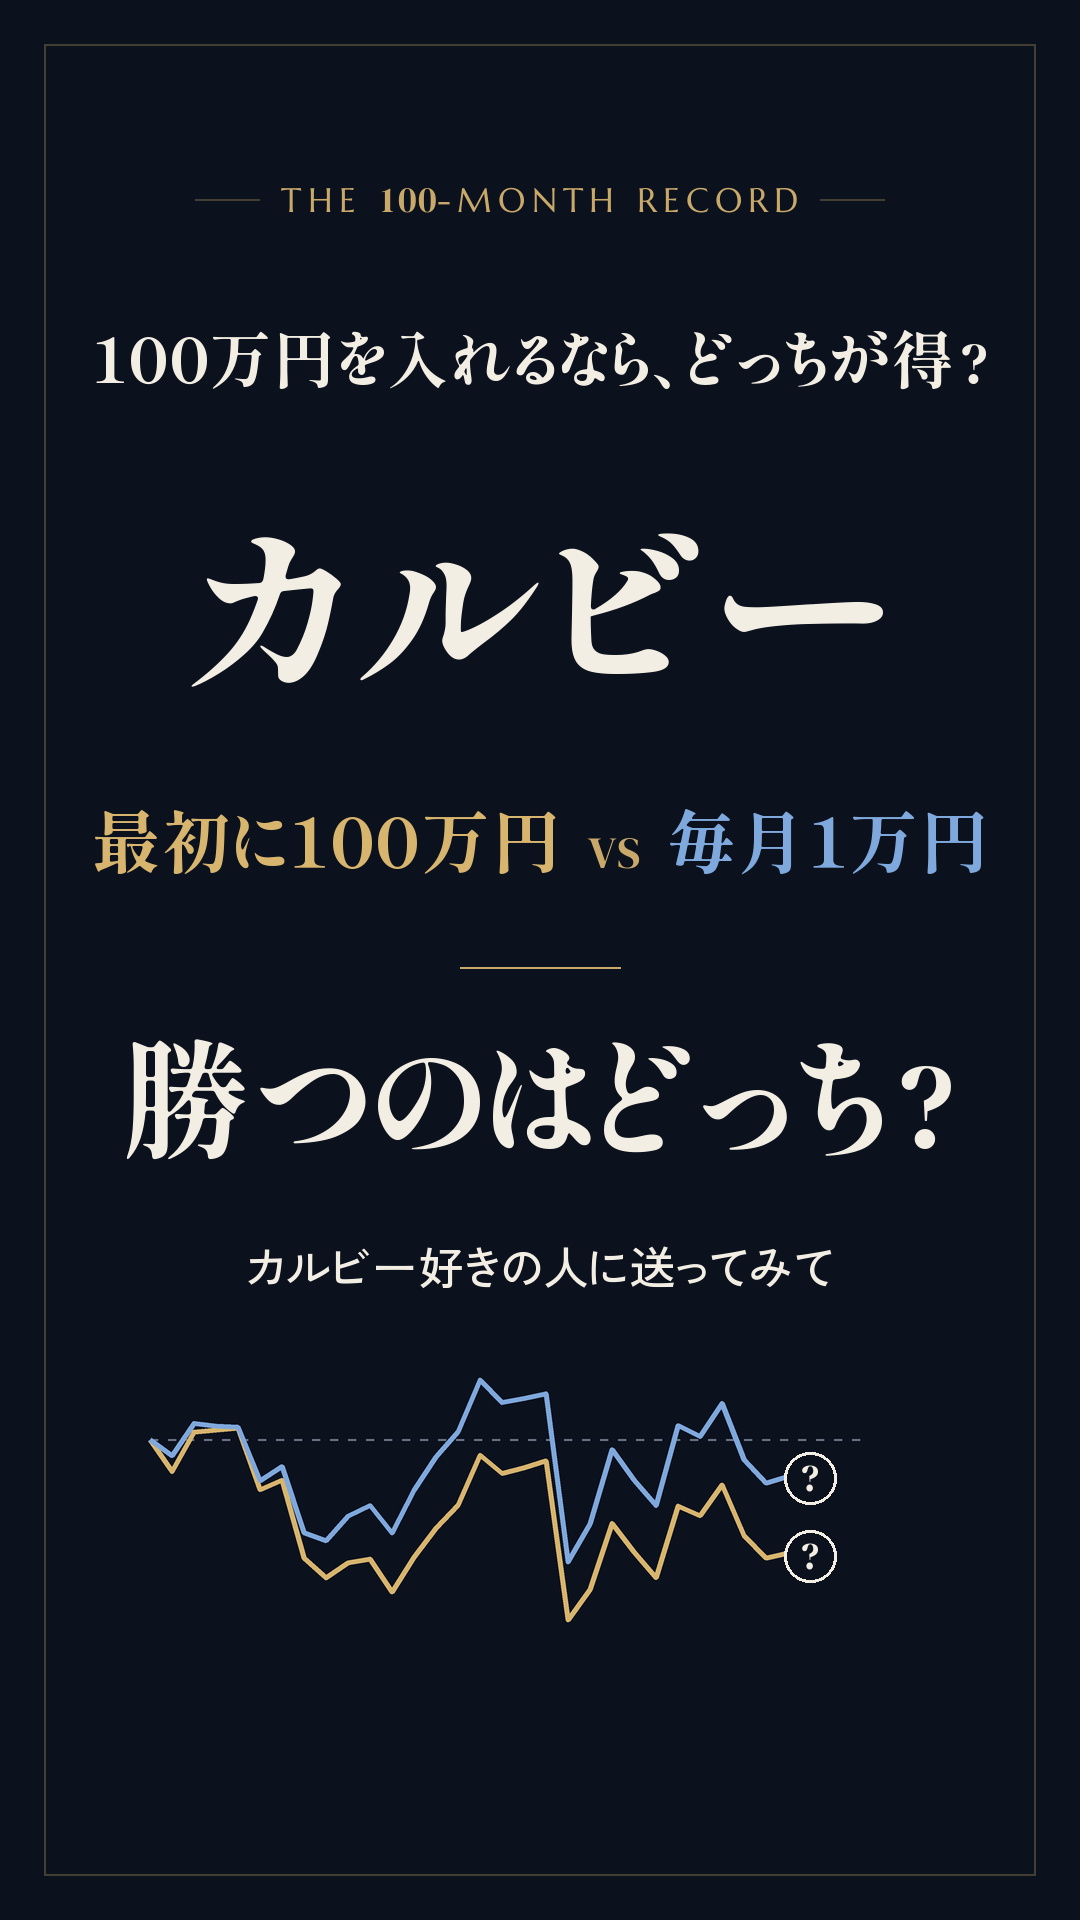 THE 100-MONTH RECORD
100万円を入れるなら、どっちが得?
カルビー
最初に100万円 vs 毎月1万円
勝つのはどっち?
カルビー好きの人に送ってみて
?
?